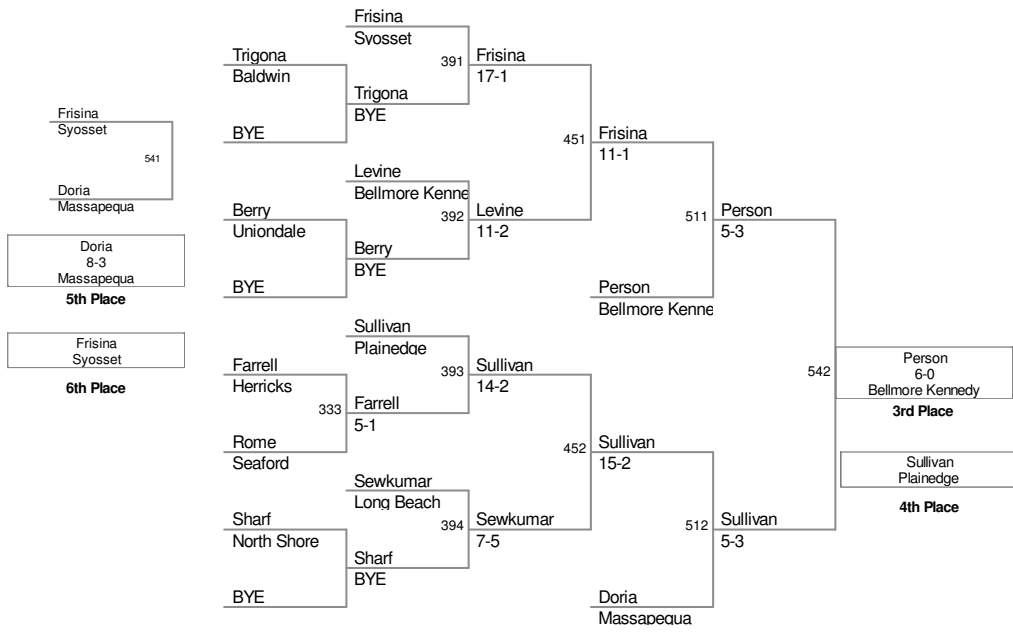 Frisina
Syosset
391
Frisina
17-1
Trigona
Baldwin
Trigona
BYE
BYE
Frisina
Syosset
541
Doria
Massapequa
451
Frisina
11-1
Levine
Bellmore Kenne
392
Levine
11-2
Berry
Uniondale
Berry
BYE
BYE
511
Person
5-3
Person
Bellmore Kenne
Doria
8-3
Massapequa
5th Place
Frisina
Syosset
6th Place
Sullivan
Plainedge
393
Sullivan
14-2
Farrell
Herricks
333
Farrell
5-1
Rome
Seaford
452
Sullivan
15-2
Sewkumar
Long Beach
394
Sewkumar
7-5
Sharf
North Shore
Sharf
BYE
BYE
512
Sullivan
5-3
Doria
Massapequa
542
Person
6-0
Bellmore Kennedy
3rd Place
Sullivan
Plainedge
4th Place